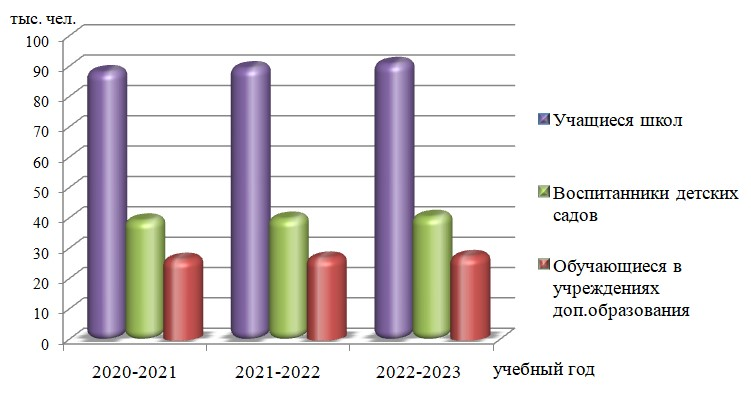 тыс. чел.
100
90
80
70
60
50
40
30
20
10
0
2020-2021
2021-2022
2022-2023
учебный год
Учащиеся школ
Воспитанники детских
садов
Обучающиеся в
учреждениях
доп.образования